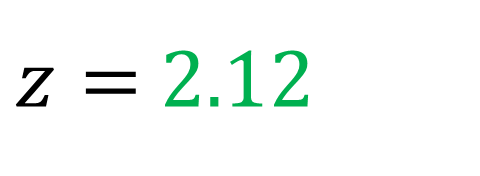 z = 2.12